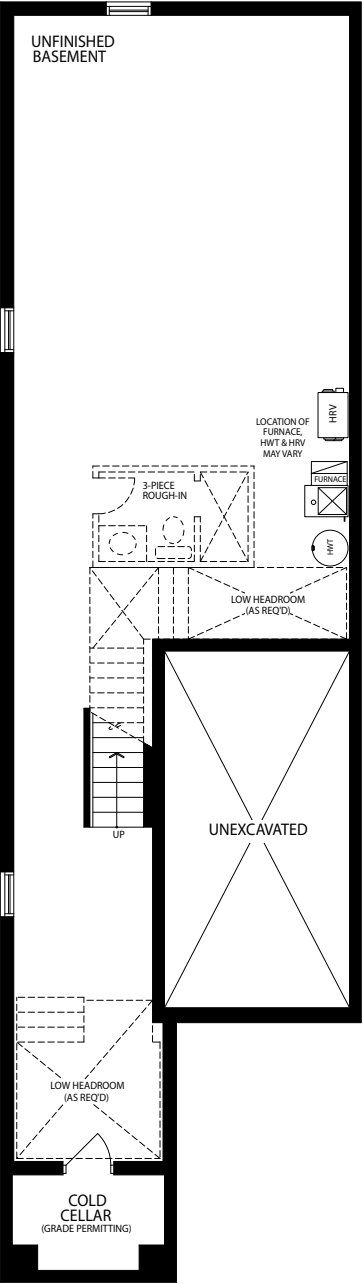 UNFINISHED
BASEMENT
HRV
LOCATION OF
FURNACE,
HWT & HRV
MAY VARY
FURNACE
3-PIECE
ROUGH-IN
HWT
LOW HEADROOM
(AS REQ'D)
UP
UNEXCAVATED
LOW HEADROOM
(AS REQ'D)
COLD
CELLAR
(GRADE PERMITTING)